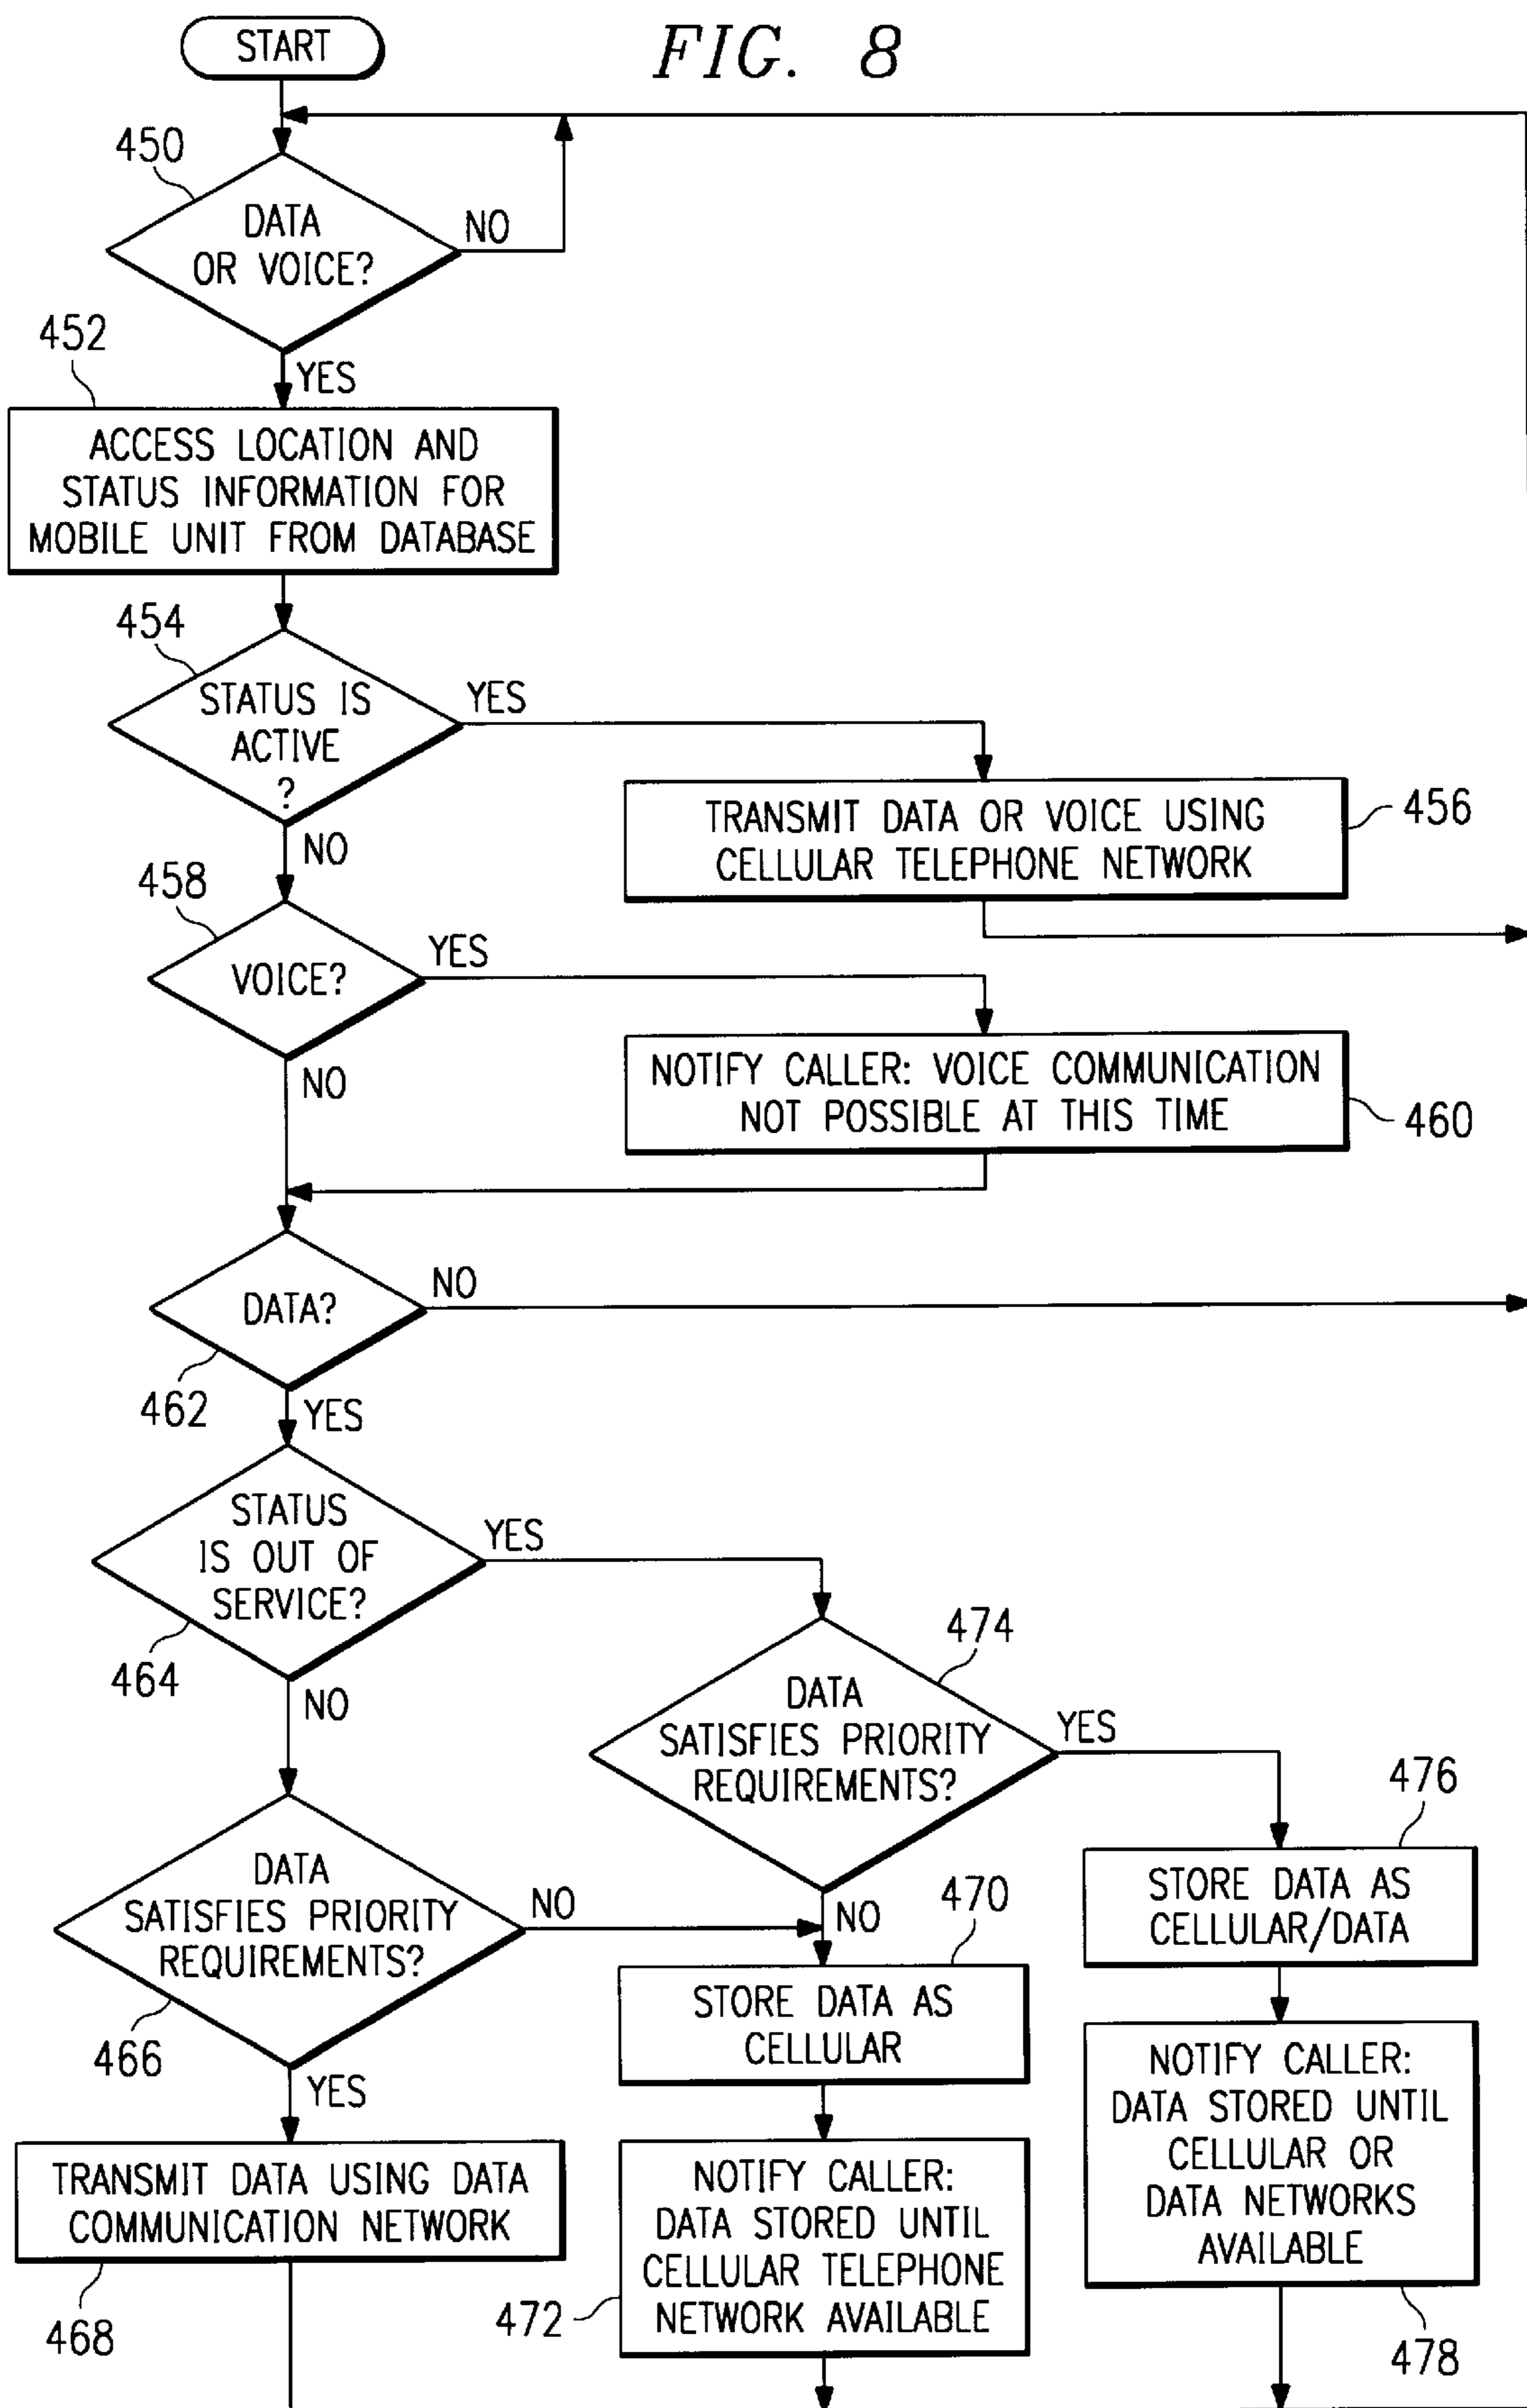 START
FIG. 8
450
DATA
OR VOICE?
NO
YES
452
ACCESS LOCATION AND
STATUS INFORMATION FOR
MOBILE UNIT FROM DATABASE
454
STATUS IS
ACTIVE
?
YES
NO
TRANSMIT DATA OR VOICE USING
CELLULAR TELEPHONE NETWORK
456
458
VOICE?
YES
NO
NOTIFY CALLER: VOICE COMMUNICATION
NOT POSSIBLE AT THIS TIME
460
DATA?
NO
462
YES
STATUS
IS OUT OF
SERVICE?
YES
464
NO
474
DATA
SATISFIES PRIORITY
REQUIREMENTS?
YES
NO
476
STORE DATA AS
CELLULAR/DATA
DATA
SATISFIES PRIORITY
REQUIREMENTS?
NO
466
YES
470
STORE DATA AS
CELLULAR
NOTIFY CALLER:
DATA STORED UNTIL
CELLULAR OR
DATA NETWORKS
AVAILABLE
478
TRANSMIT DATA USING DATA
COMMUNICATION NETWORK
468
NOTIFY CALLER:
DATA STORED UNTIL
CELLULAR TELEPHONE
NETWORK AVAILABLE
472